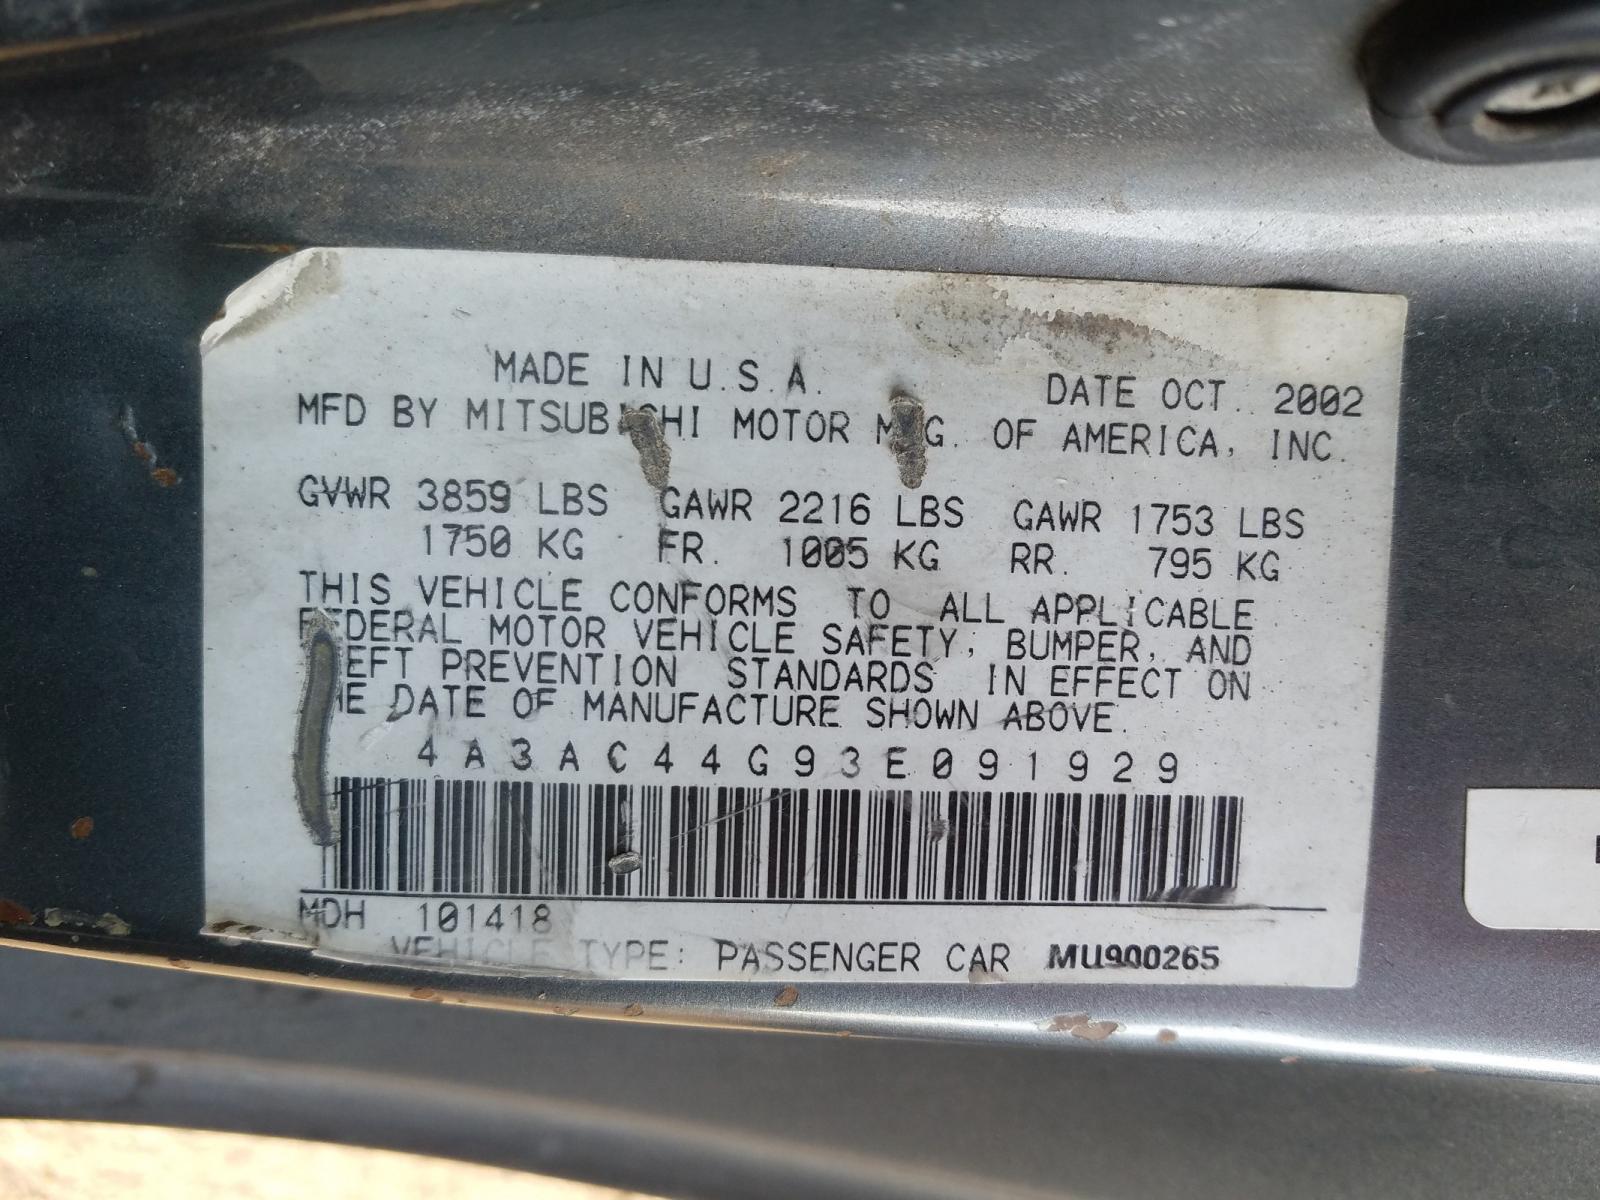 MADE IN U.S.A. DATE OCT. 2002
MFD BY MITSUBISHI MOTOR MFG. OF AMERICA, INC.
GVWR 3859 LBS GAWR 2216 LBS GAWR 1753 LBS
1750 KG FR. 1005 KG RR. 795 KG
THIS VEHICLE CONFORMS TO ALL APPLICABLE
FEDERAL MOTOR VEHICLE SAFETY, BUMPER, AND
THEFT PREVENTION STANDARDS IN EFFECT ON
THE DATE OF MANUFACTURE SHOWN ABOVE.
4A3AC44G93E091929
MDH 101418
VEHICLE TYPE: PASSENGER CAR MU900265